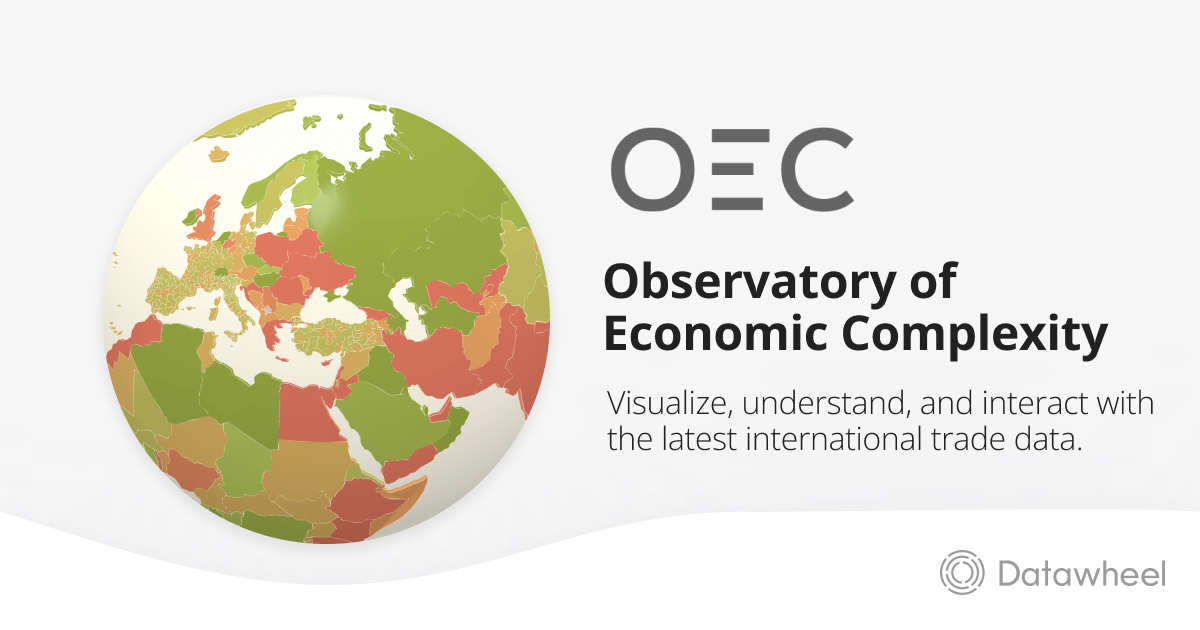 OEC
Observatory of
Economic Complexity
Visualize, understand, and interact with
the latest international trade data.
Datawheel